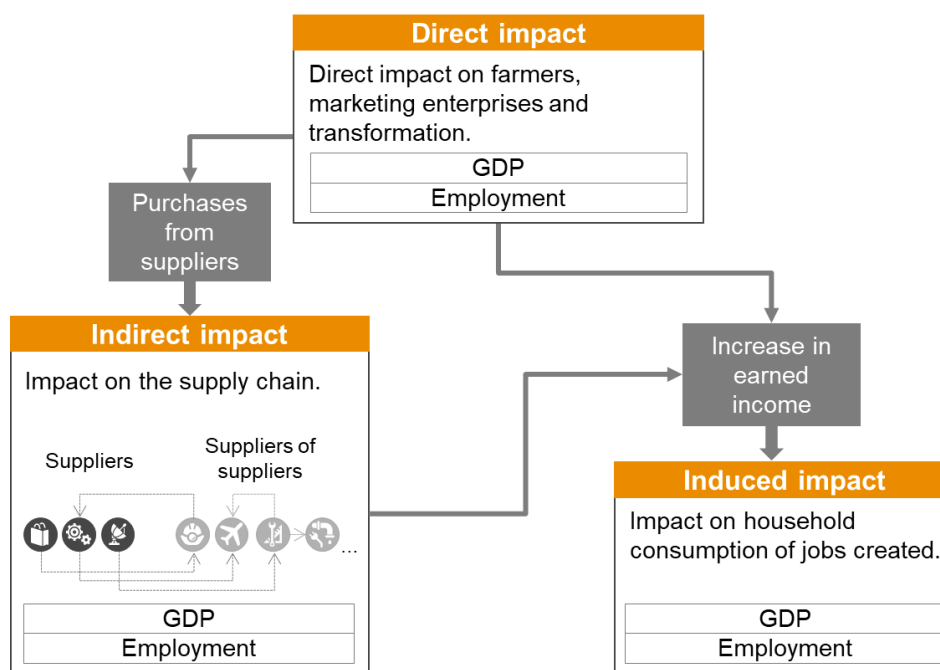 Direct impact
Direct impact on farmers,
marketing enterprises and
transformation.
GDP
Employment
Purchases
from
suppliers
Indirect impact
Impact on the supply chain.
Suppliers
Suppliers of
suppliers
...
GDP
Employment
Increase in
earned
income
Induced impact
Impact on household
consumption of jobs created.
GDP
Employment